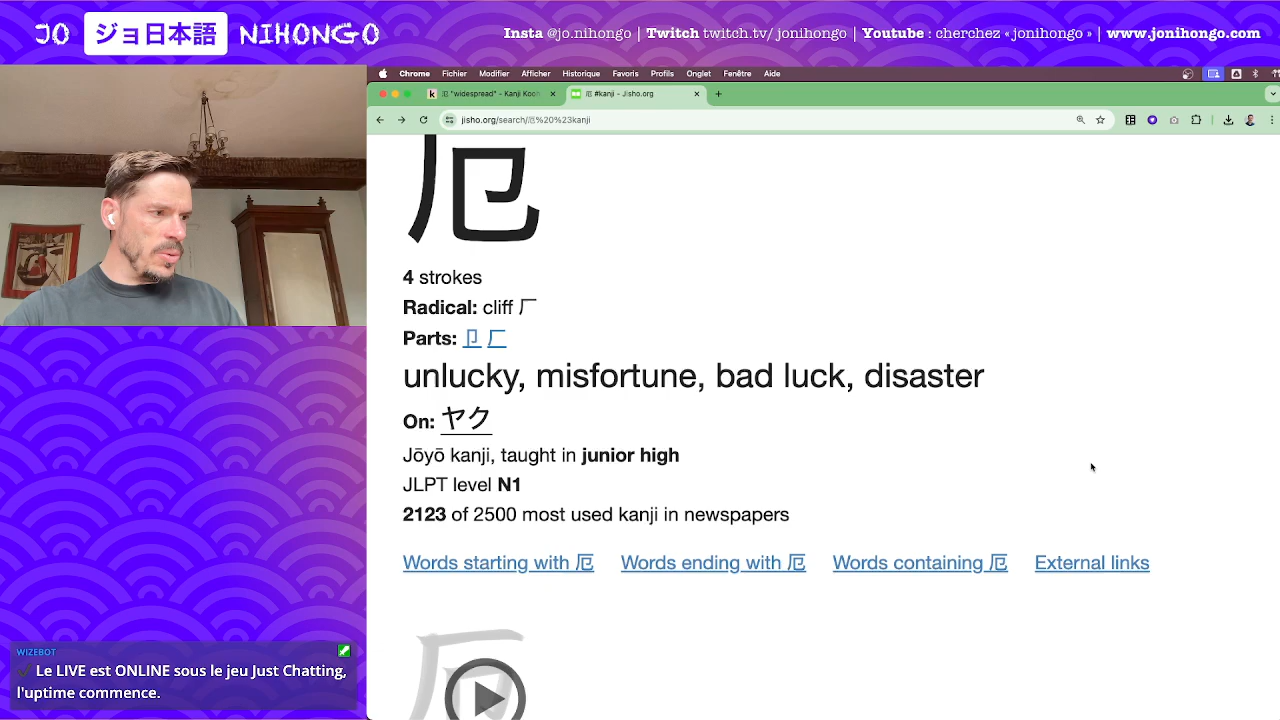 JO ジョ日本語 NIHONGO
Insta @jo.nihongo | Twitch twitch.tv/ jonihongo | Youtube : cherchez « jonihongo » | www.jonihongo.com
Chrome Fichier Modifier Afficher Historique Favoris Profils Onglet Fenêtre Aide
厄 "widespread" - Kanji Kooh
厄 #kanji - Jisho.org
jisho.org/search/厄%20%23kanji
厄
4 strokes
Radical: cliff 厂
Parts: 卩 厂
unlucky, misfortune, bad luck, disaster
On: ヤク
Jōyō kanji, taught in junior high
JLPT level N1
2123 of 2500 most used kanji in newspapers
Words starting with 厄 Words ending with 厄 Words containing 厄 External links
WIZEBOT
✓ Le LIVE est ONLINE sous le jeu Just Chatting,
l'uptime commence.